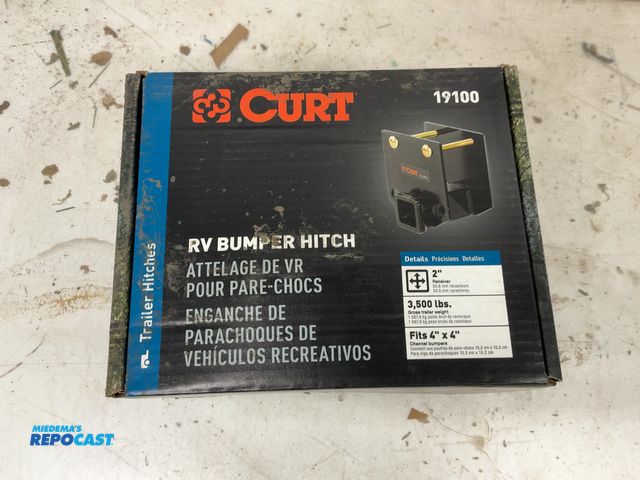 CURT
19100
CURT
RV BUMPER HITCH
ATTELAGE DE VR
POUR PARE-CHOCS
ENGANCHE DE
PARACHOQUES DE
VEHÍCULOS RECREATIVOS
Trailer Hitches
Details Précisions Detalles
2"
Receiver
3,500 lbs.
Gross trailer weight
Fits 4" x 4"
Channel bumpers
MIEDEMA'S
REPOCAST